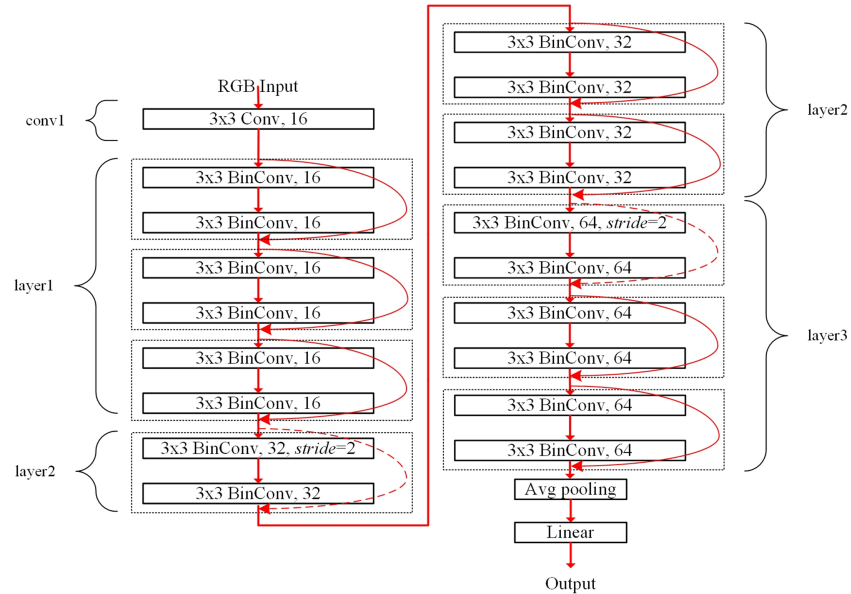 RGB Input
conv1
3x3 Conv, 16
layer1
3x3 BinConv, 16
3x3 BinConv, 16
3x3 BinConv, 16
3x3 BinConv, 16
3x3 BinConv, 16
3x3 BinConv, 16
layer2
3x3 BinConv, 32, stride=2
3x3 BinConv, 32
3x3 BinConv, 32
3x3 BinConv, 32
3x3 BinConv, 32
3x3 BinConv, 32
layer2
3x3 BinConv, 64, stride=2
3x3 BinConv, 64
3x3 BinConv, 64
3x3 BinConv, 64
3x3 BinConv, 64
3x3 BinConv, 64
layer3
Avg pooling
Linear
Output